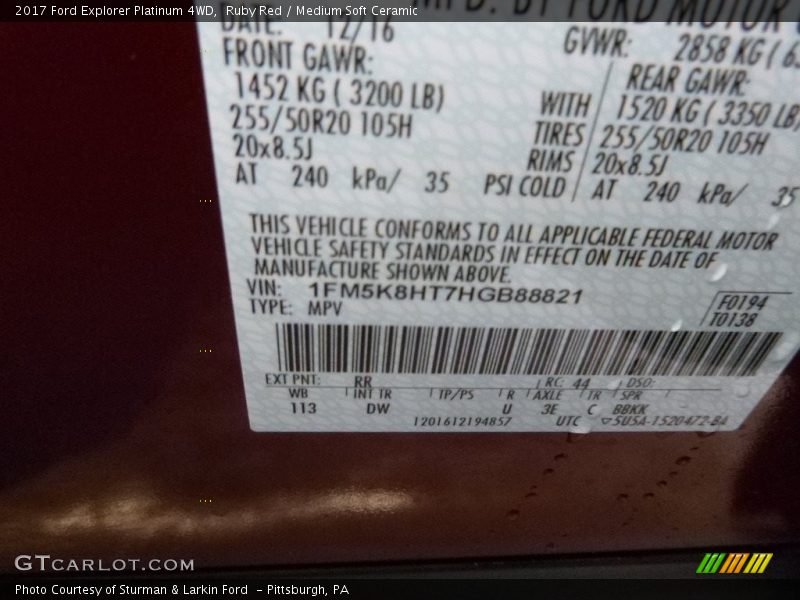 2017 Ford Explorer Platinum 4WD, Ruby Red / Medium Soft Ceramic
BY FORD MOTOR
DATE: 12/16 GVWR: 2858 KG (
FRONT GAWR: REAR GAWR:
1452 KG ( 3200 LB) WITH 1520 KG ( 3350 LB)
255/50R20 105H TIRES 255/50R20 105H
20x8.5J RIMS 20x8.5J
AT 240 kPa/ 35 PSI COLD AT 240 kPa/ 35
THIS VEHICLE CONFORMS TO ALL APPLICABLE FEDERAL MOTOR
VEHICLE SAFETY STANDARDS IN EFFECT ON THE DATE OF
MANUFACTURE SHOWN ABOVE.
VIN: 1FM5K8HT7HGB88821 F0194
TYPE: MPV T0138
EXT PNT: RR RC: 44 DSO:
WB INT TR TP/PS R AXLE TR SPR
113 DW U 3E C BBKK
1201612194857 UTC 5U5A-1520472-BA
GTCARLOT.COM
Photo Courtesy of Sturman & Larkin Ford - Pittsburgh, PA